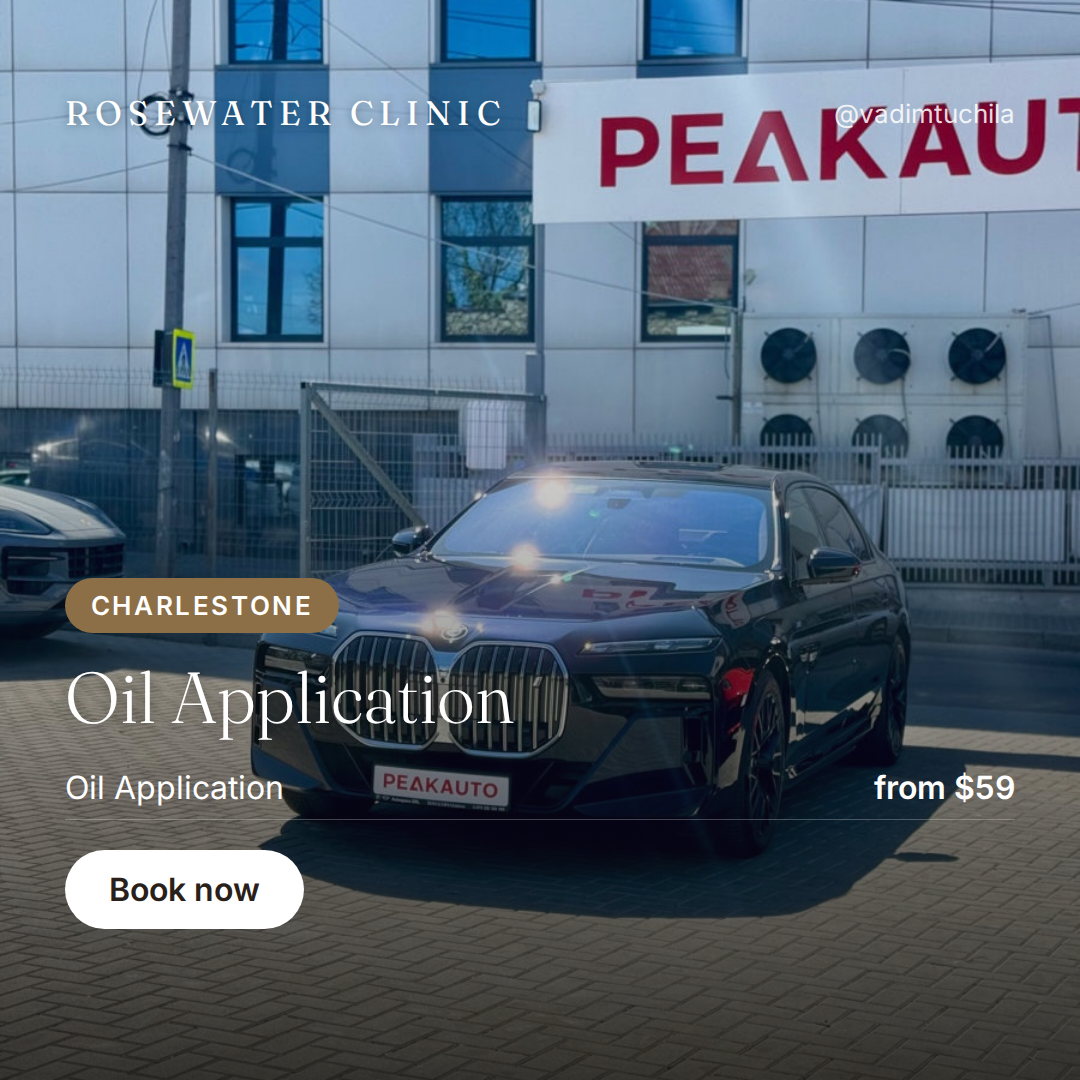 ROSEWATER CLINIC
@vadimtuchila
PEAKAUT
CHARLESTONE
Oil Application
PEAKAUTO
Oil Application
from $59
Book now